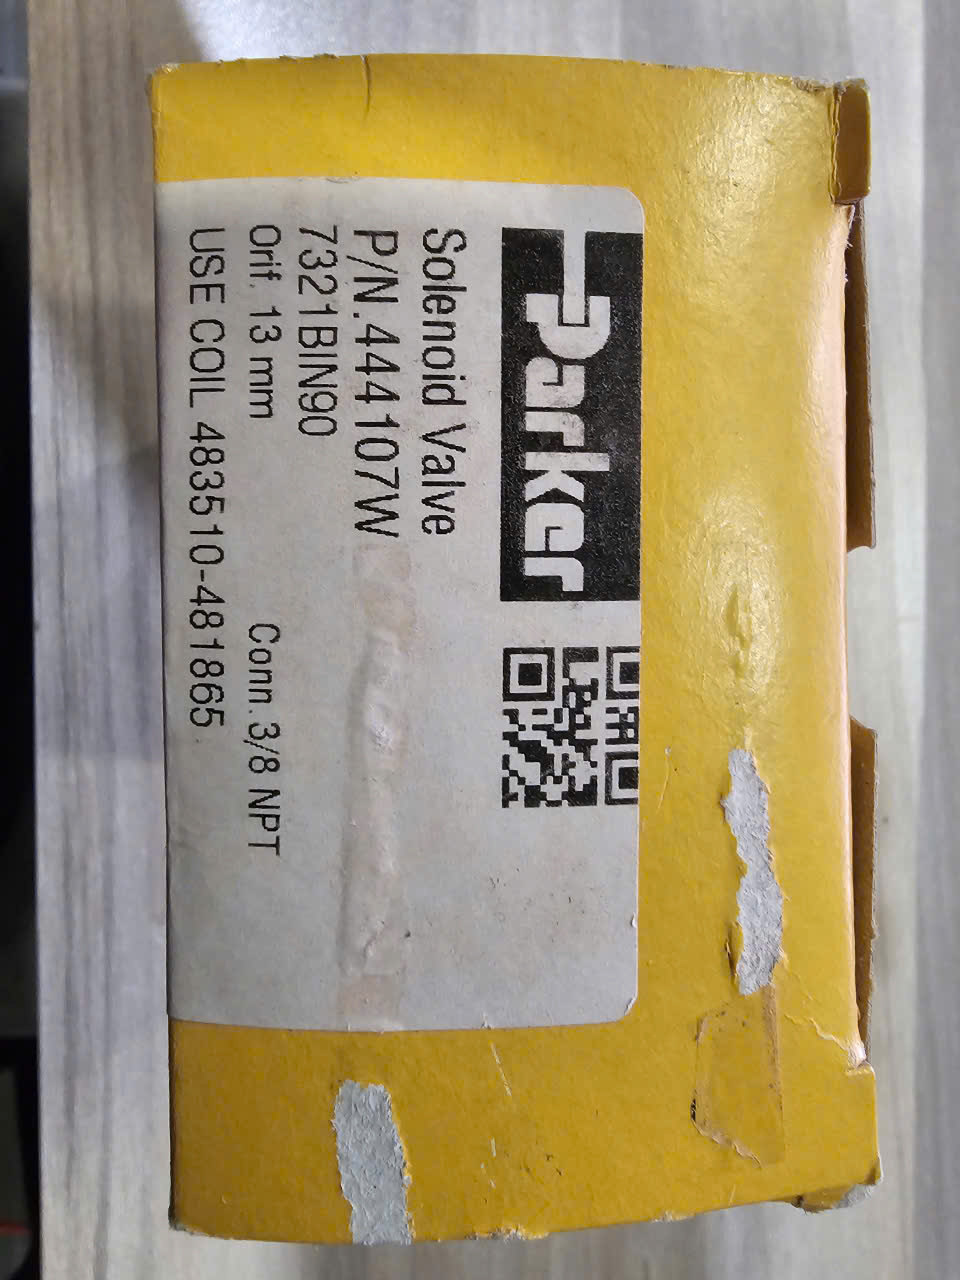 Parker
Solenoid Valve
P/N.444107W
7321BIN90
Orif. 13 mm Conn.3/8 NPT
USE COIL 483510-481865